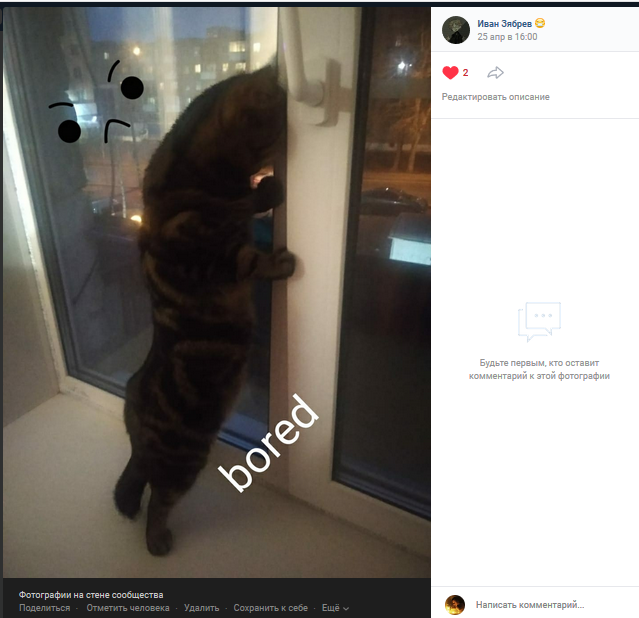 Иван Зябрев
25 апр в 16:00
2
Редактировать описание
bored
Будьте первым, кто оставит
комментарий к этой фотографии
Фотографии на стене сообщества
Поделиться · Отметить человека · Удалить · Сохранить к себе · Ещё
Написать комментарий...